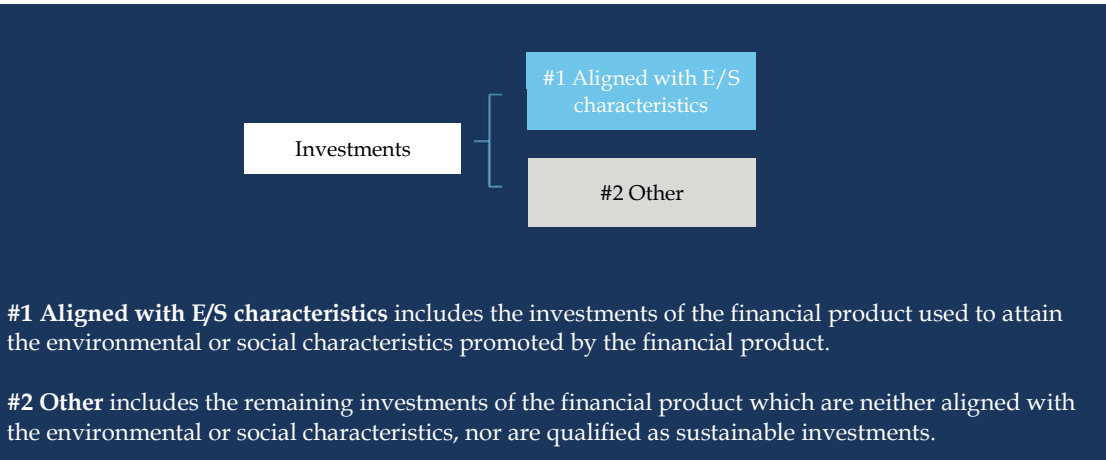 #1 Aligned with E/S
characteristics
Investments
#2 Other
#1 Aligned with E/S characteristics includes the investments of the financial product used to attain
the environmental or social characteristics promoted by the financial product.
#2 Other includes the remaining investments of the financial product which are neither aligned with
the environmental or social characteristics, nor are qualified as sustainable investments.